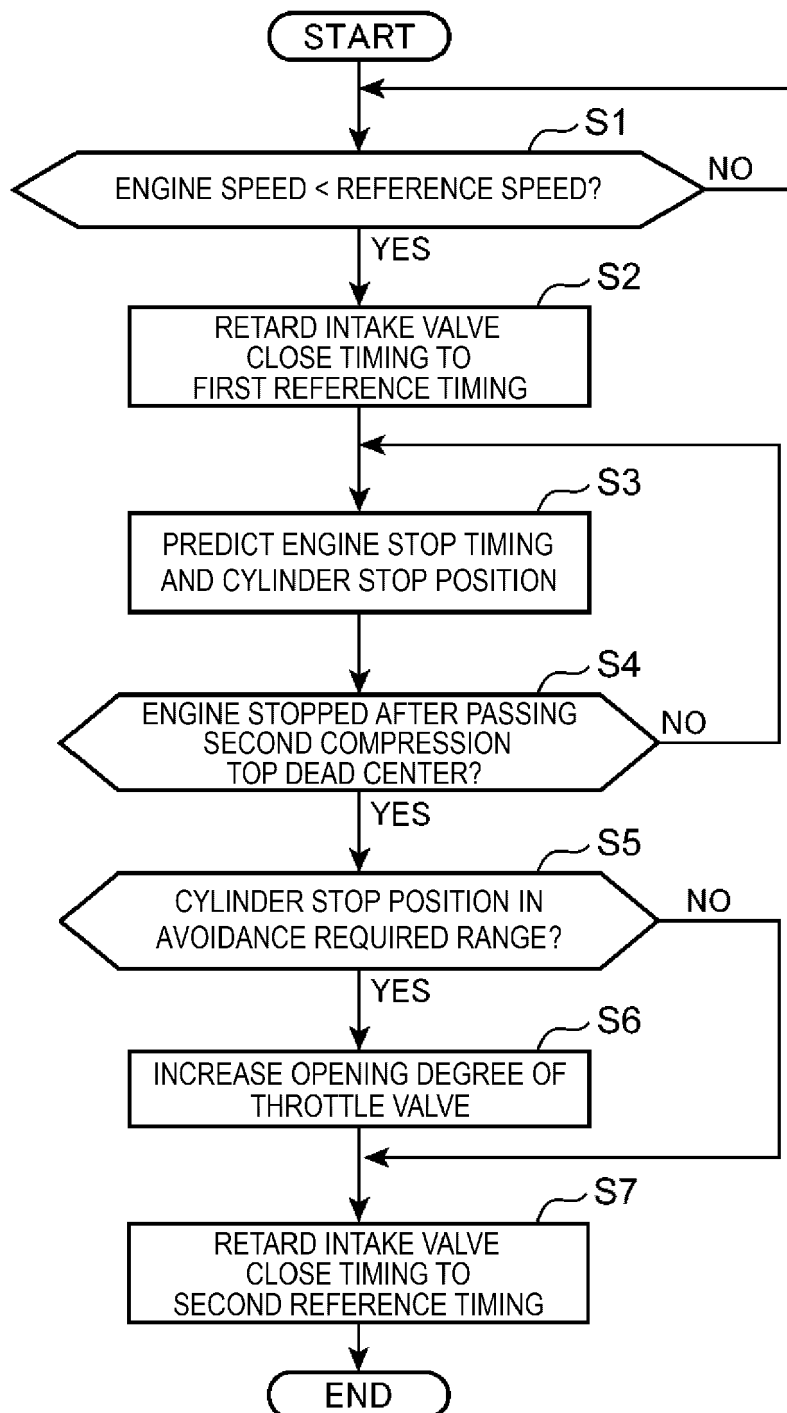 START
S1
ENGINE SPEED < REFERENCE SPEED?
NO
YES
S2
RETARD INTAKE VALVE
CLOSE TIMING TO
FIRST REFERENCE TIMING
S3
PREDICT ENGINE STOP TIMING
AND CYLINDER STOP POSITION
S4
ENGINE STOPPED AFTER PASSING
SECOND COMPRESSION
TOP DEAD CENTER?
NO
YES
S5
CYLINDER STOP POSITION IN
AVOIDANCE REQUIRED RANGE?
NO
YES
S6
INCREASE OPENING DEGREE OF
THROTTLE VALVE
S7
RETARD INTAKE VALVE
CLOSE TIMING TO
SECOND REFERENCE TIMING
END